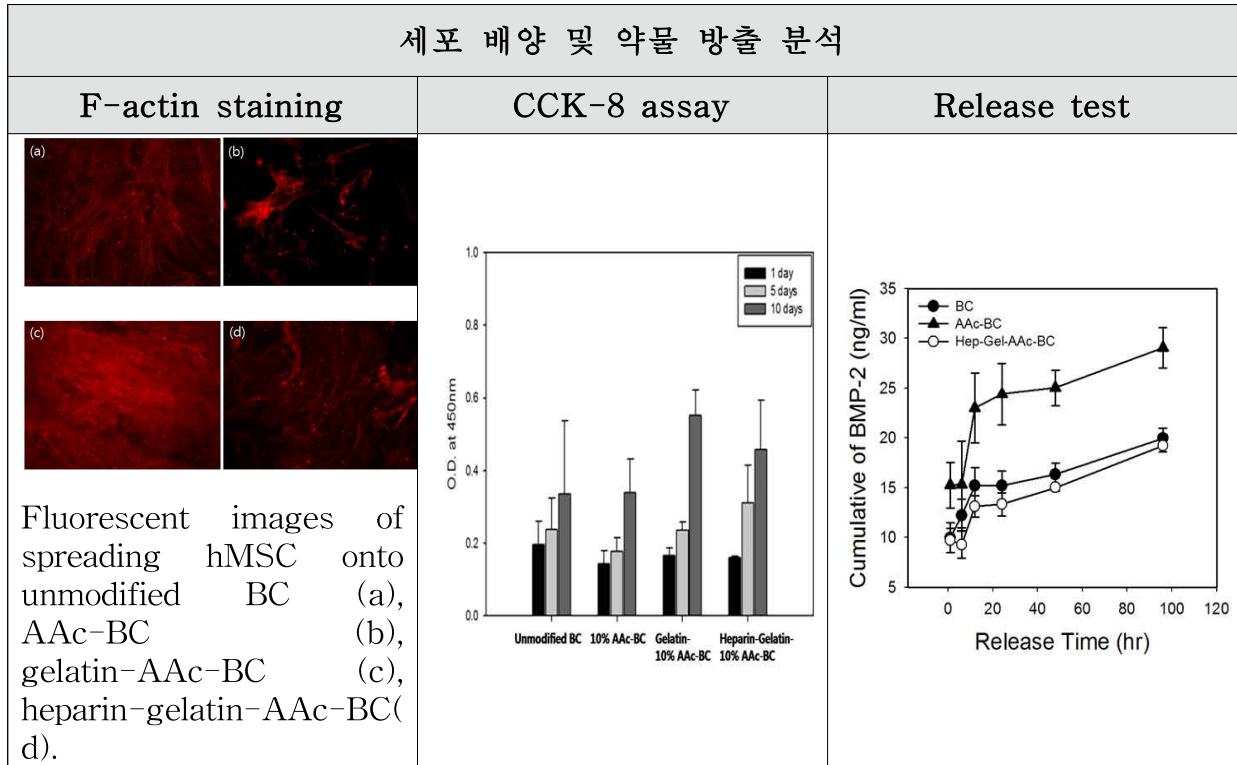 세포 배양 및 약물 방출 분석
F-actin staining
CCK-8 assay
Release test
(a)
(b)
(c)
(d)
Fluorescent images of
spreading hMSC onto
unmodified BC (a),
AAc-BC (b),
gelatin-AAc-BC (c),
heparin-gelatin-AAc-BC(
d).
1.0
0.8
0.6
0.4
0.2
0.0
O.D. at 450nm
1 day
5 days
10 days
Unmodified BC
10% AAc-BC
Gelatin-
10% AAc-BC
Heparin-Gelatin-
10% AAc-BC
35
30
25
20
15
10
5
Cumulative of BMP-2 (ng/ml)
BC
AAc-BC
Hep-Gel-AAc-BC
0 20 40 60 80 100 120
Release Time (hr)